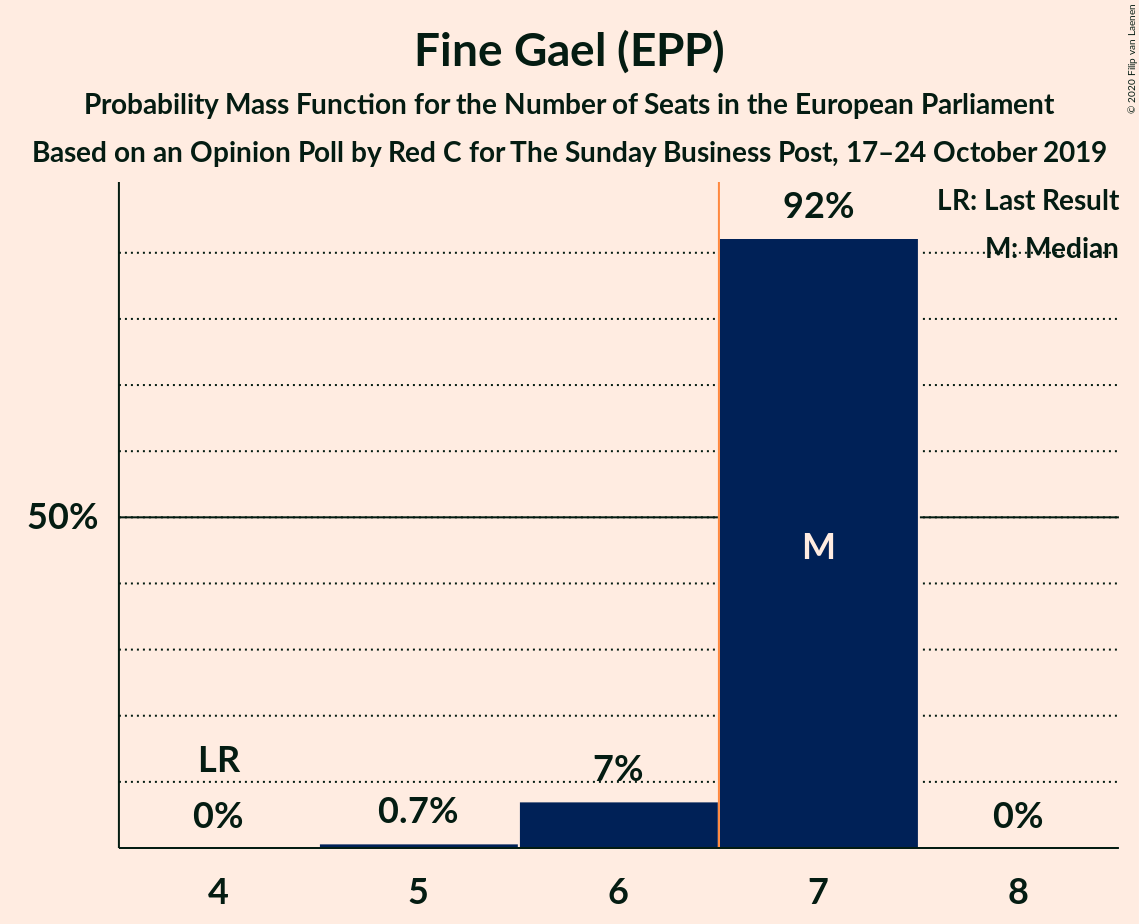 Fine Gael (EPP)
Probability Mass Function for the Number of Seats in the European Parliament
Based on an Opinion Poll by Red C for The Sunday Business Post, 17–24 October 2019
© 2020 Filip van Laenen
LR: Last Result
M: Median
92%
50%
M
LR
0%
0.7%
7%
0%
4 5 6 7 8